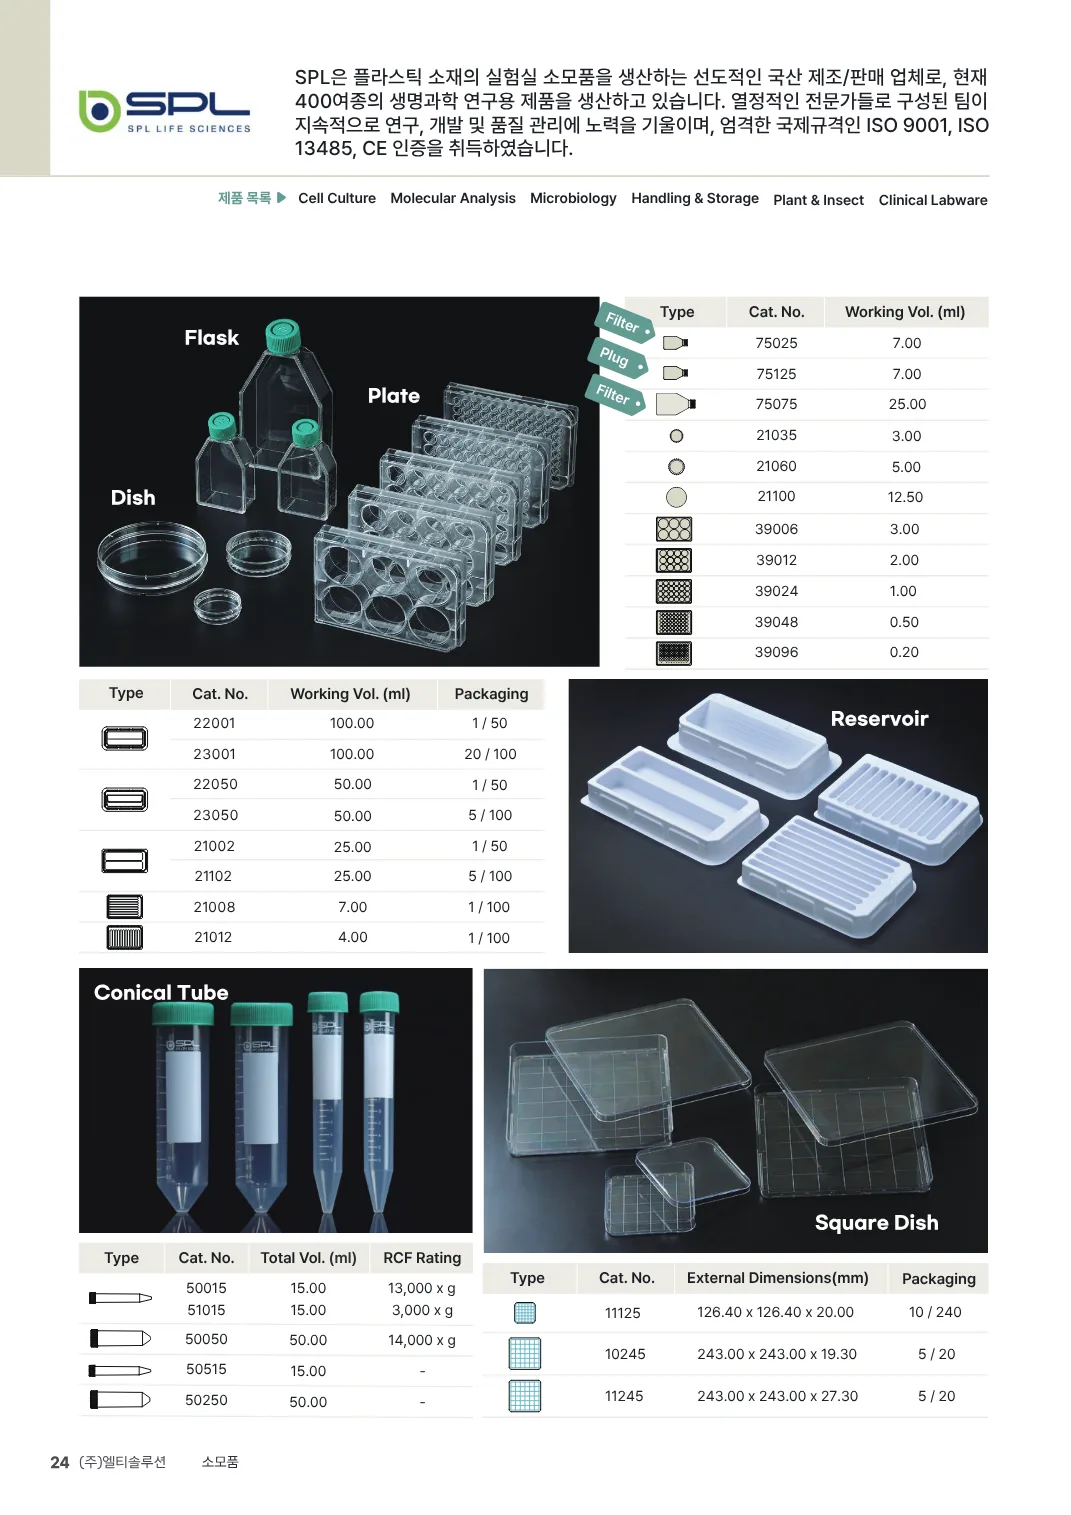 SPL
SPL LIFE SCIENCES
SPL은 플라스틱 소재의 실험실 소모품을 생산하는 선도적인 국산 제조/판매 업체로, 현재
400여종의 생명과학 연구용 제품을 생산하고 있습니다. 열정적인 전문가들로 구성된 팀이
지속적으로 연구, 개발 및 품질 관리에 노력을 기울이며, 엄격한 국제규격인 ISO 9001, ISO
13485, CE 인증을 취득하였습니다.
제품 목록 ▶ Cell Culture Molecular Analysis Microbiology Handling & Storage Plant & Insect Clinical Labware
Flask
Plate
Dish
Type Cat. No. Working Vol. (ml)
Filter 75025 7.00
Plug 75125 7.00
Filter 75075 25.00
21035 3.00
21060 5.00
21100 12.50
39006 3.00
39012 2.00
39024 1.00
39048 0.50
39096 0.20
Type Cat. No. Working Vol. (ml) Packaging
22001 100.00 1 / 50
23001 100.00 20 / 100
22050 50.00 1 / 50
23050 50.00 5 / 100
21002 25.00 1 / 50
21102 25.00 5 / 100
21008 7.00 1 / 100
21012 4.00 1 / 100
Reservoir
Conical Tube
SPL
SPL
SPL
SPL
Square Dish
Type Cat. No. Total Vol. (ml) RCF Rating
50015 15.00 13,000 x g
51015 15.00 3,000 x g
50050 50.00 14,000 x g
50515 15.00 -
50250 50.00 -
Type Cat. No. External Dimensions(mm) Packaging
11125 126.40 x 126.40 x 20.00 10 / 240
10245 243.00 x 243.00 x 19.30 5 / 20
11245 243.00 x 243.00 x 27.30 5 / 20
24 (주)엘티솔루션 소모품